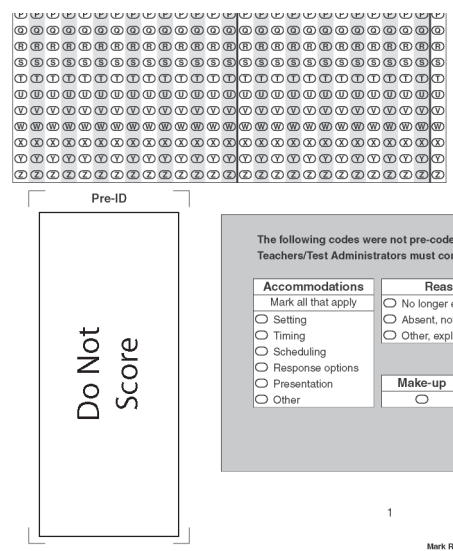 P P P P P P P P P P P P P P P P P P P P P P P P P P P
Q Q Q Q Q Q Q Q Q Q Q Q Q Q Q Q Q Q Q Q Q Q Q Q Q Q Q
R R R R R R R R R R R R R R R R R R R R R R R R R R R
S S S S S S S S S S S S S S S S S S S S S S S S S S S
T T T T T T T T T T T T T T T T T T T T T T T T T T T
U U U U U U U U U U U U U U U U U U U U U U U U U U U
V V V V V V V V V V V V V V V V V V V V V V V V V V V
W W W W W W W W W W W W W W W W W W W W W W W W W W W
X X X X X X X X X X X X X X X X X X X X X X X X X X X
Y Y Y Y Y Y Y Y Y Y Y Y Y Y Y Y Y Y Y Y Y Y Y Y Y Y Y
Z Z Z Z Z Z Z Z Z Z Z Z Z Z Z Z Z Z Z Z Z Z Z Z Z Z Z
Pre-ID
Do Not
Score
The following codes were not pre-code
Teachers/Test Administrators must co
Accommodations
Mark all that apply
Setting
Timing
Scheduling
Response options
Presentation
Other
Reas
No longer e
Absent, no
Other, expl
Make-up
1
Mark R